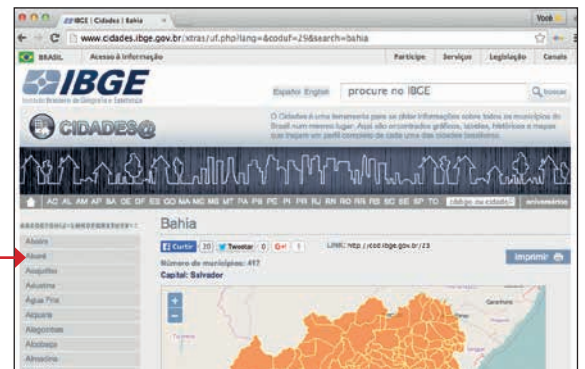 IBGE | Cidades | Bahia
Você
www.cidades.ibge.gov.br/xtras/uf.php?lang=&coduf=29&search=bahia
BRASIL Acesso à informação Participe Serviços Legislação Canais
IBGE
Instituto Brasileiro de Geografia e Estatística
Español English procure no IBGE buscar
CIDADES@
O Cidades é uma ferramenta para se obter informações sobre todos os municípios do
Brasil num mesmo lugar. Aqui são encontrados gráficos, tabelas, históricos e mapas
que traçam um perfil completo de cada uma das cidades brasileiras.
AC AL AM AP BA CE DF ES GO MA MG MS MT PA PB PE PI PR RJ RN RO RR RS SC SE SP TO código ou cidade aniversários
Bahia
Curtir 20 Tweetar 0 G+1 1 LINK: http://cod.ibge.gov.br/23
Imprimir
Número de municípios: 417
Capital: Salvador
Abaíra
Abaré
Acajutiba
Adustina
Água Fria
Aiquara
Alagoinhas
Alcobaça
Almadina